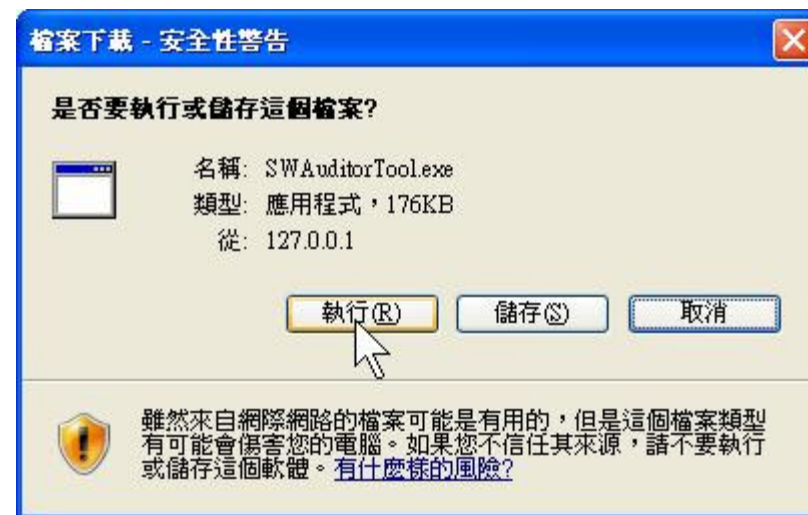 檔案下載 - 安全性警告
是否要執行或儲存這個檔案?
名稱: SWAuditorTool.exe
類型: 應用程式，176KB
從: 127.0.0.1
執行(R) 儲存(S) 取消
雖然來自網際網路的檔案可能是有用的，但是這個檔案類型
有可能會傷害您的電腦。如果您不信任其來源，請不要執行
或儲存這個軟體。有什麼樣的風險?